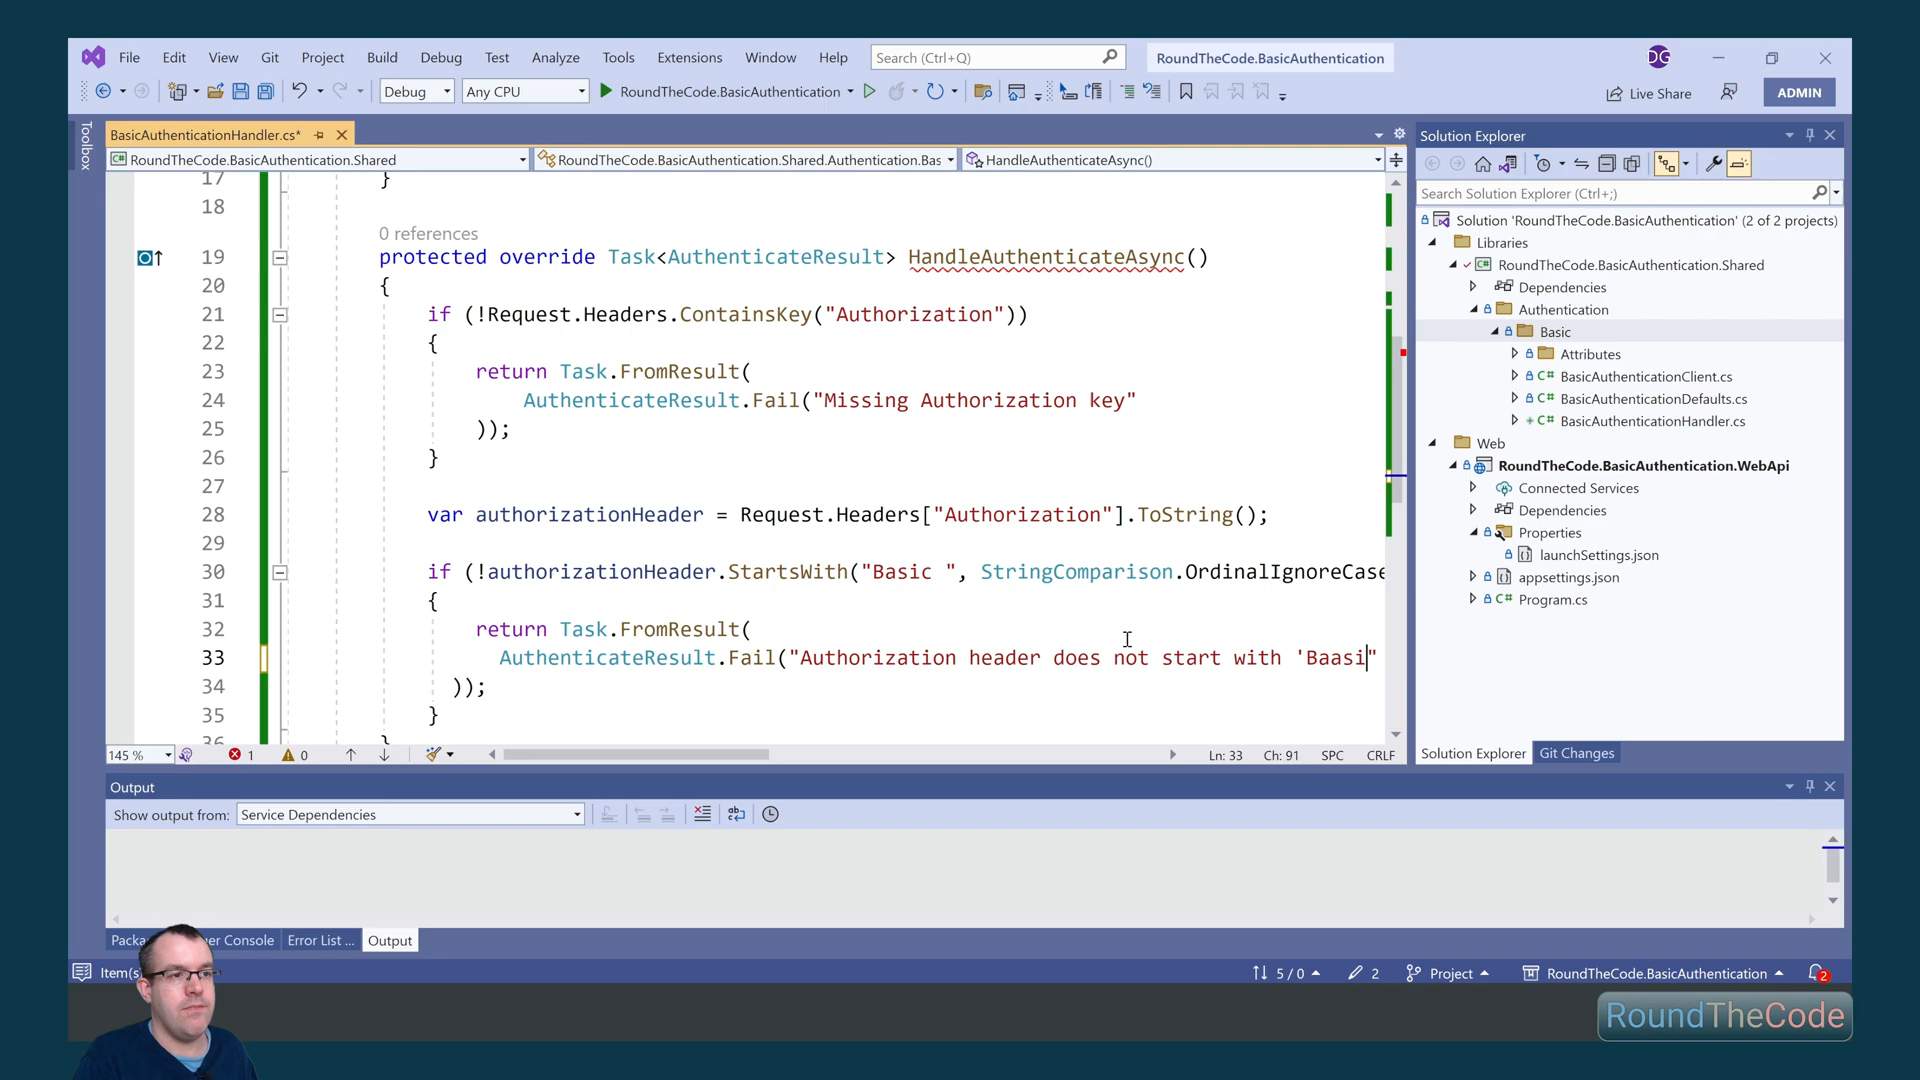 File Edit View Git Project Build Debug Test Analyze Tools Extensions Window Help Search (Ctrl+Q) RoundTheCode.BasicAuthentication DG
Debug Any CPU RoundTheCode.BasicAuthentication Live Share ADMIN
Toolbox
BasicAuthenticationHandler.cs*
RoundTheCode.BasicAuthentication.Shared RoundTheCode.BasicAuthentication.Shared.Authentication.Bas HandleAuthenticateAsync()
17 }
18
0 references
19 protected override Task<AuthenticateResult> HandleAuthenticateAsync()
20 {
21 if (!Request.Headers.ContainsKey("Authorization"))
22 {
23 return Task.FromResult(
24 AuthenticateResult.Fail("Missing Authorization key"
25 ));
26 }
27
28 var authorizationHeader = Request.Headers["Authorization"].ToString();
29
30 if (!authorizationHeader.StartsWith("Basic ", StringComparison.OrdinalIgnoreCase
31 {
32 return Task.FromResult(
33 AuthenticateResult.Fail("Authorization header does not start with 'Baasi"
34 ));
35 }
36 }
145 % 1 0 Ln: 33 Ch: 91 SPC CRLF
Solution Explorer
Search Solution Explorer (Ctrl+;)
Solution 'RoundTheCode.BasicAuthentication' (2 of 2 projects)
Libraries
RoundTheCode.BasicAuthentication.Shared
Dependencies
Authentication
Basic
Attributes
BasicAuthenticationClient.cs
BasicAuthenticationDefaults.cs
BasicAuthenticationHandler.cs
Web
RoundTheCode.BasicAuthentication.WebApi
Connected Services
Dependencies
Properties
launchSettings.json
appsettings.json
Program.cs
Solution Explorer Git Changes
Output
Show output from: Service Dependencies
Packa er Console Error List ... Output
Item(s 5 / 0 2 Project RoundTheCode.BasicAuthentication 2
RoundTheCode